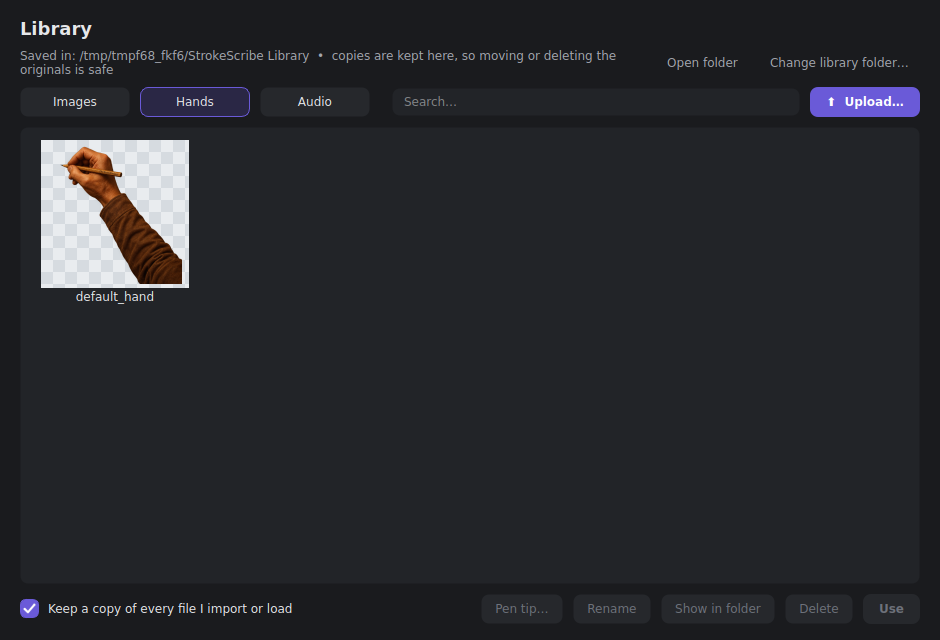 Library
Saved in: /tmp/tmpf68_fkf6/StrokeScribe Library • copies are kept here, so moving or deleting the
originals is safe
Open folder
Change library folder...
Images
Hands
Audio
Search...
⬆ Upload...
default_hand
Keep a copy of every file I import or load
Pen tip...
Rename
Show in folder
Delete
Use